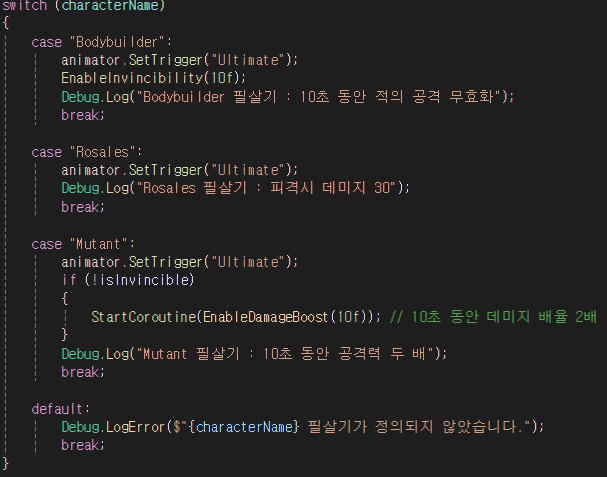 switch (characterName)
{
case "Bodybuilder":
animator.SetTrigger("Ultimate");
EnableInvincibility(10f);
Debug.Log("Bodybuilder 필살기 : 10초 동안 적의 공격 무효화");
break;
case "Rosales":
animator.SetTrigger("Ultimate");
Debug.Log("Rosales 필살기 : 피격시 데미지 30");
break;
case "Mutant":
animator.SetTrigger("Ultimate");
if (!isInvincible)
{
StartCoroutine(EnableDamageBoost(10f)); // 10초 동안 데미지 배율 2배
}
Debug.Log("Mutant 필살기 : 10초 동안 공격력 두 배");
break;
default:
Debug.LogError($"{characterName} 필살기가 정의되지 않았습니다.");
break;
}